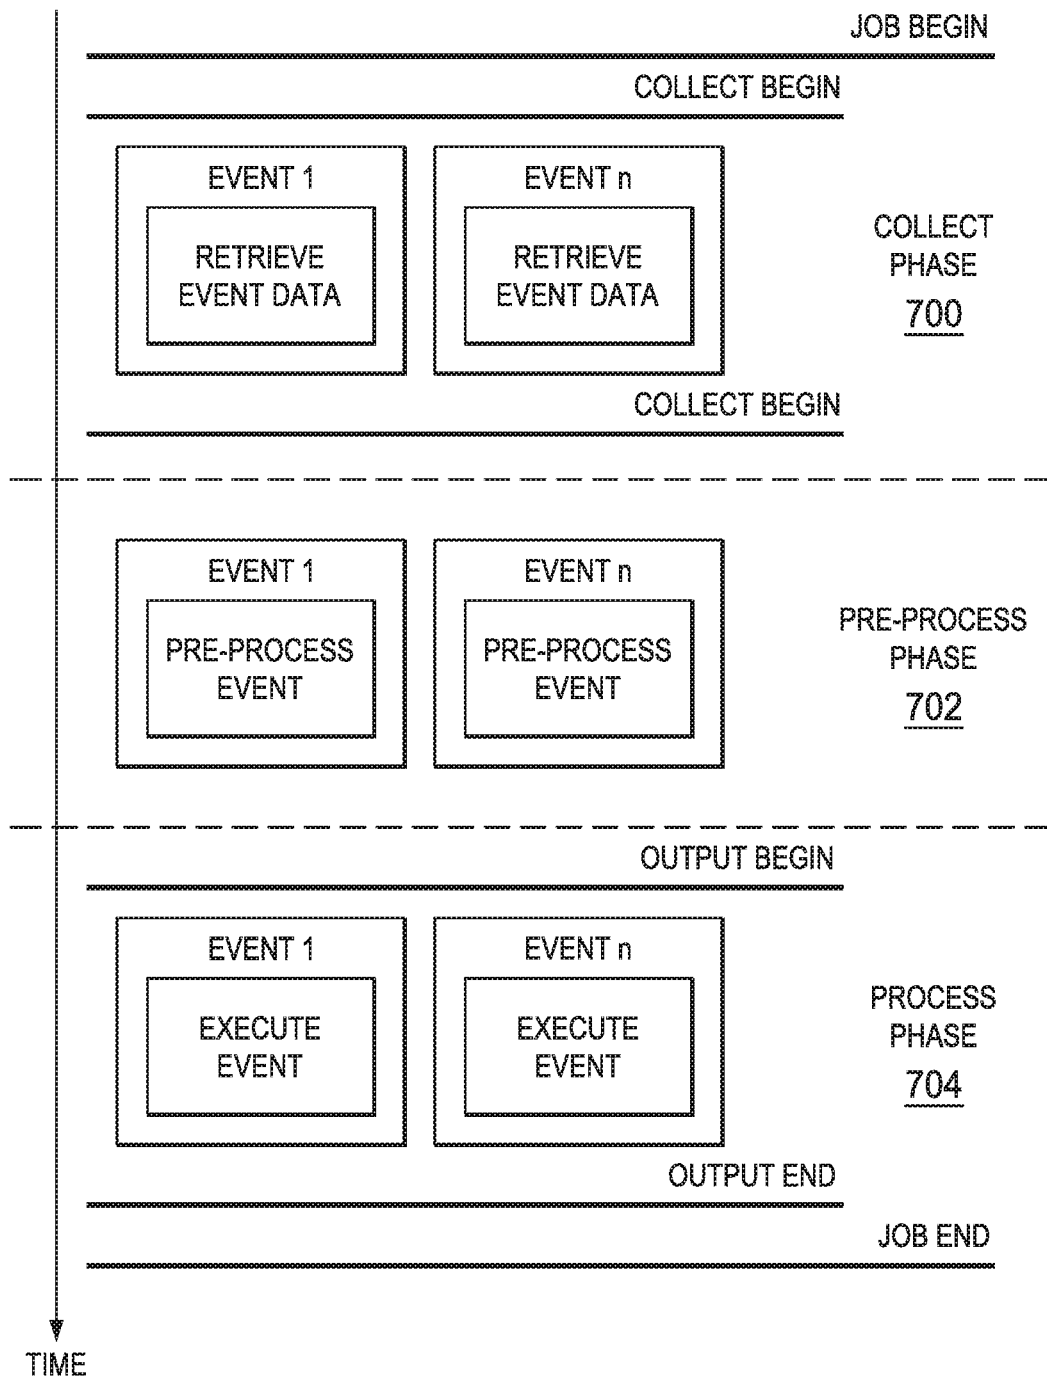 JOB BEGIN
COLLECT BEGIN
EVENT 1
RETRIEVE
EVENT DATA
EVENT n
RETRIEVE
EVENT DATA
COLLECT
PHASE
700
COLLECT BEGIN
EVENT 1
PRE-PROCESS
EVENT
EVENT n
PRE-PROCESS
EVENT
PRE-PROCESS
PHASE
702
OUTPUT BEGIN
EVENT 1
EXECUTE
EVENT
EVENT n
EXECUTE
EVENT
PROCESS
PHASE
704
OUTPUT END
JOB END
TIME